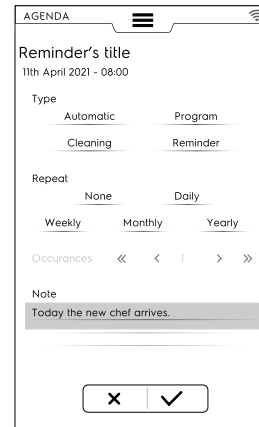 AGENDA
Reminder's title
11th April 2021 - 08:00
Type
Automatic Program
Cleaning Reminder
Repeat
None Daily
Weekly Monthly Yearly
Occurances « < 1 > »
Note
Today the new chef arrives.